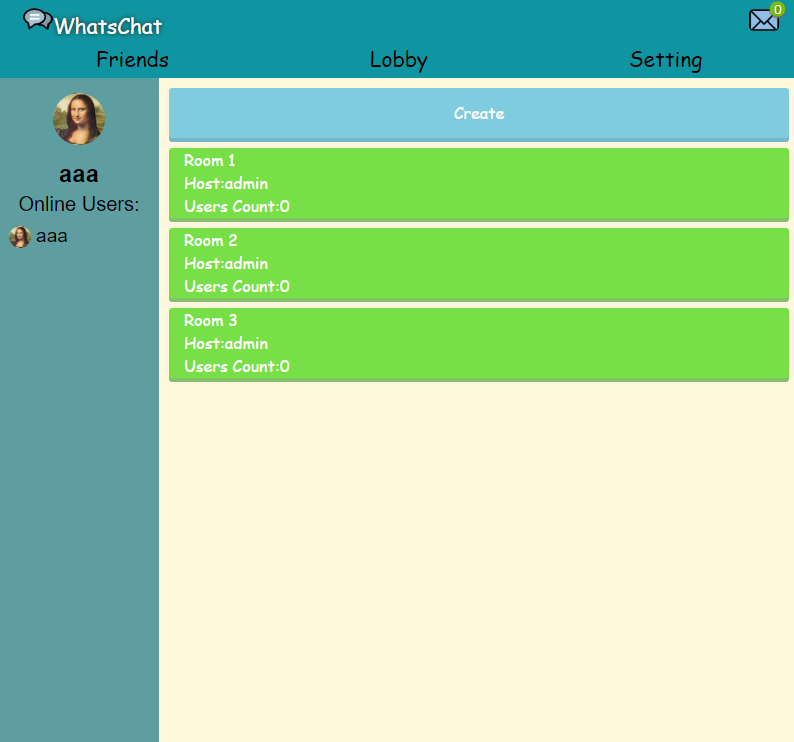 WhatsChat
0
Friends
Lobby
Setting
aaa
Online Users:
aaa
Create
Room 1
Host:admin
Users Count:0
Room 2
Host:admin
Users Count:0
Room 3
Host:admin
Users Count:0